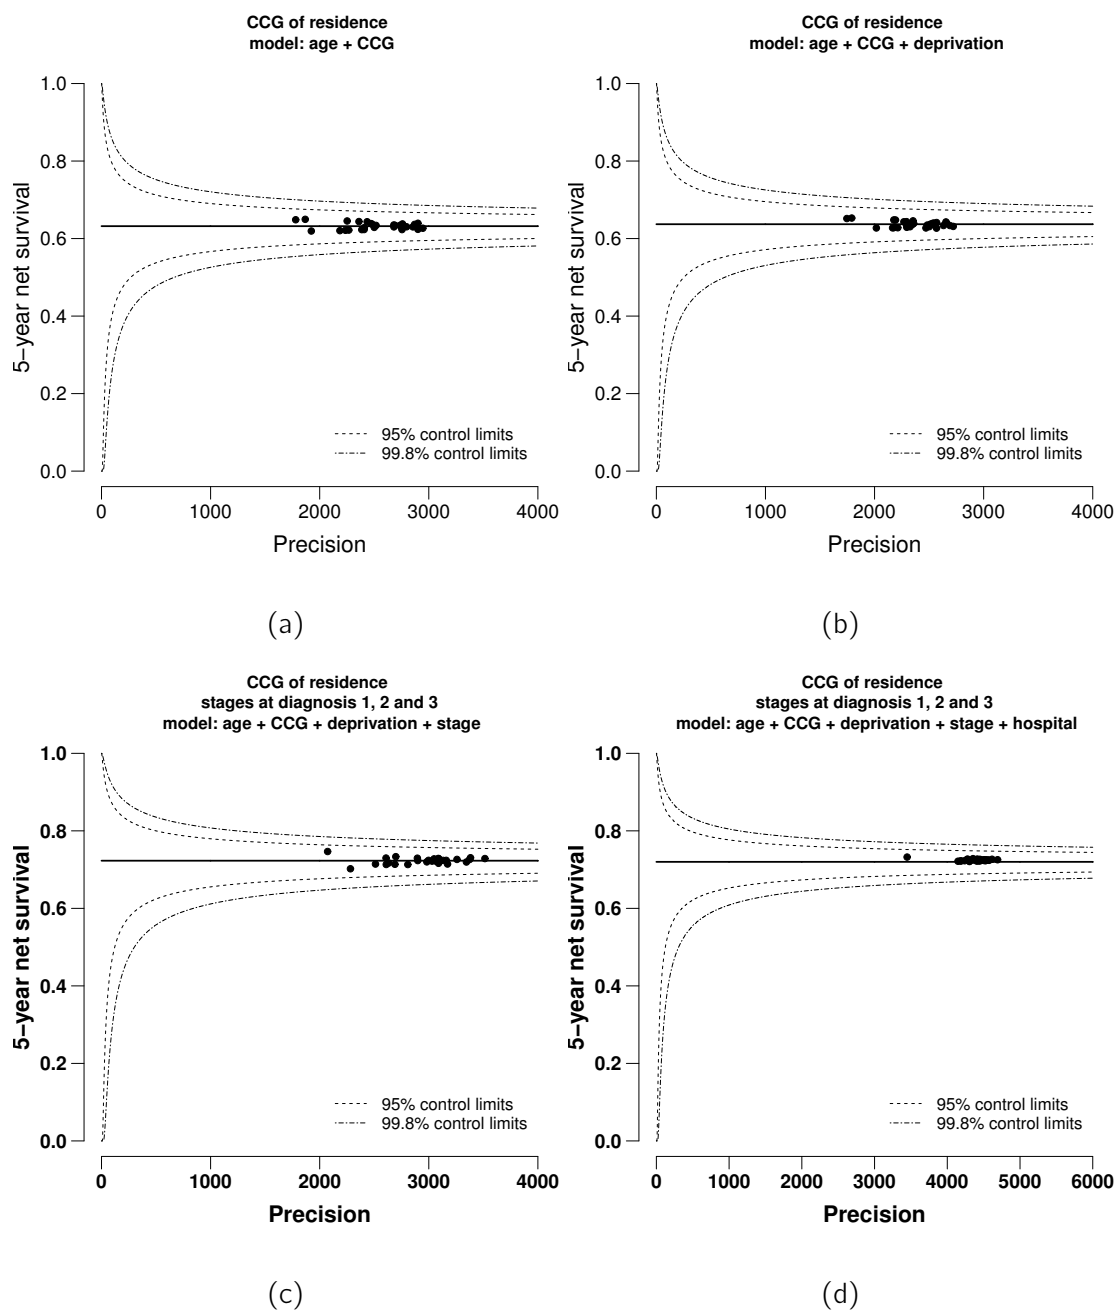 CCG of residence
model: age + CCG
1.0
0.8
0.6
0.4
0.2
0.0
5−year net survival
95% control limits
99.8% control limits
0 1000 2000 3000 4000
Precision
(a)
CCG of residence
model: age + CCG + deprivation
1.0
0.8
0.6
0.4
0.2
0.0
5−year net survival
95% control limits
99.8% control limits
0 1000 2000 3000 4000
Precision
(b)
CCG of residence
stages at diagnosis 1, 2 and 3
model: age + CCG + deprivation + stage
1.0
0.8
0.6
0.4
0.2
0.0
5−year net survival
95% control limits
99.8% control limits
0 1000 2000 3000 4000
Precision
(c)
CCG of residence
stages at diagnosis 1, 2 and 3
model: age + CCG + deprivation + stage + hospital
1.0
0.8
0.6
0.4
0.2
0.0
5−year net survival
95% control limits
99.8% control limits
0 1000 2000 3000 4000 5000 6000
Precision
(d)